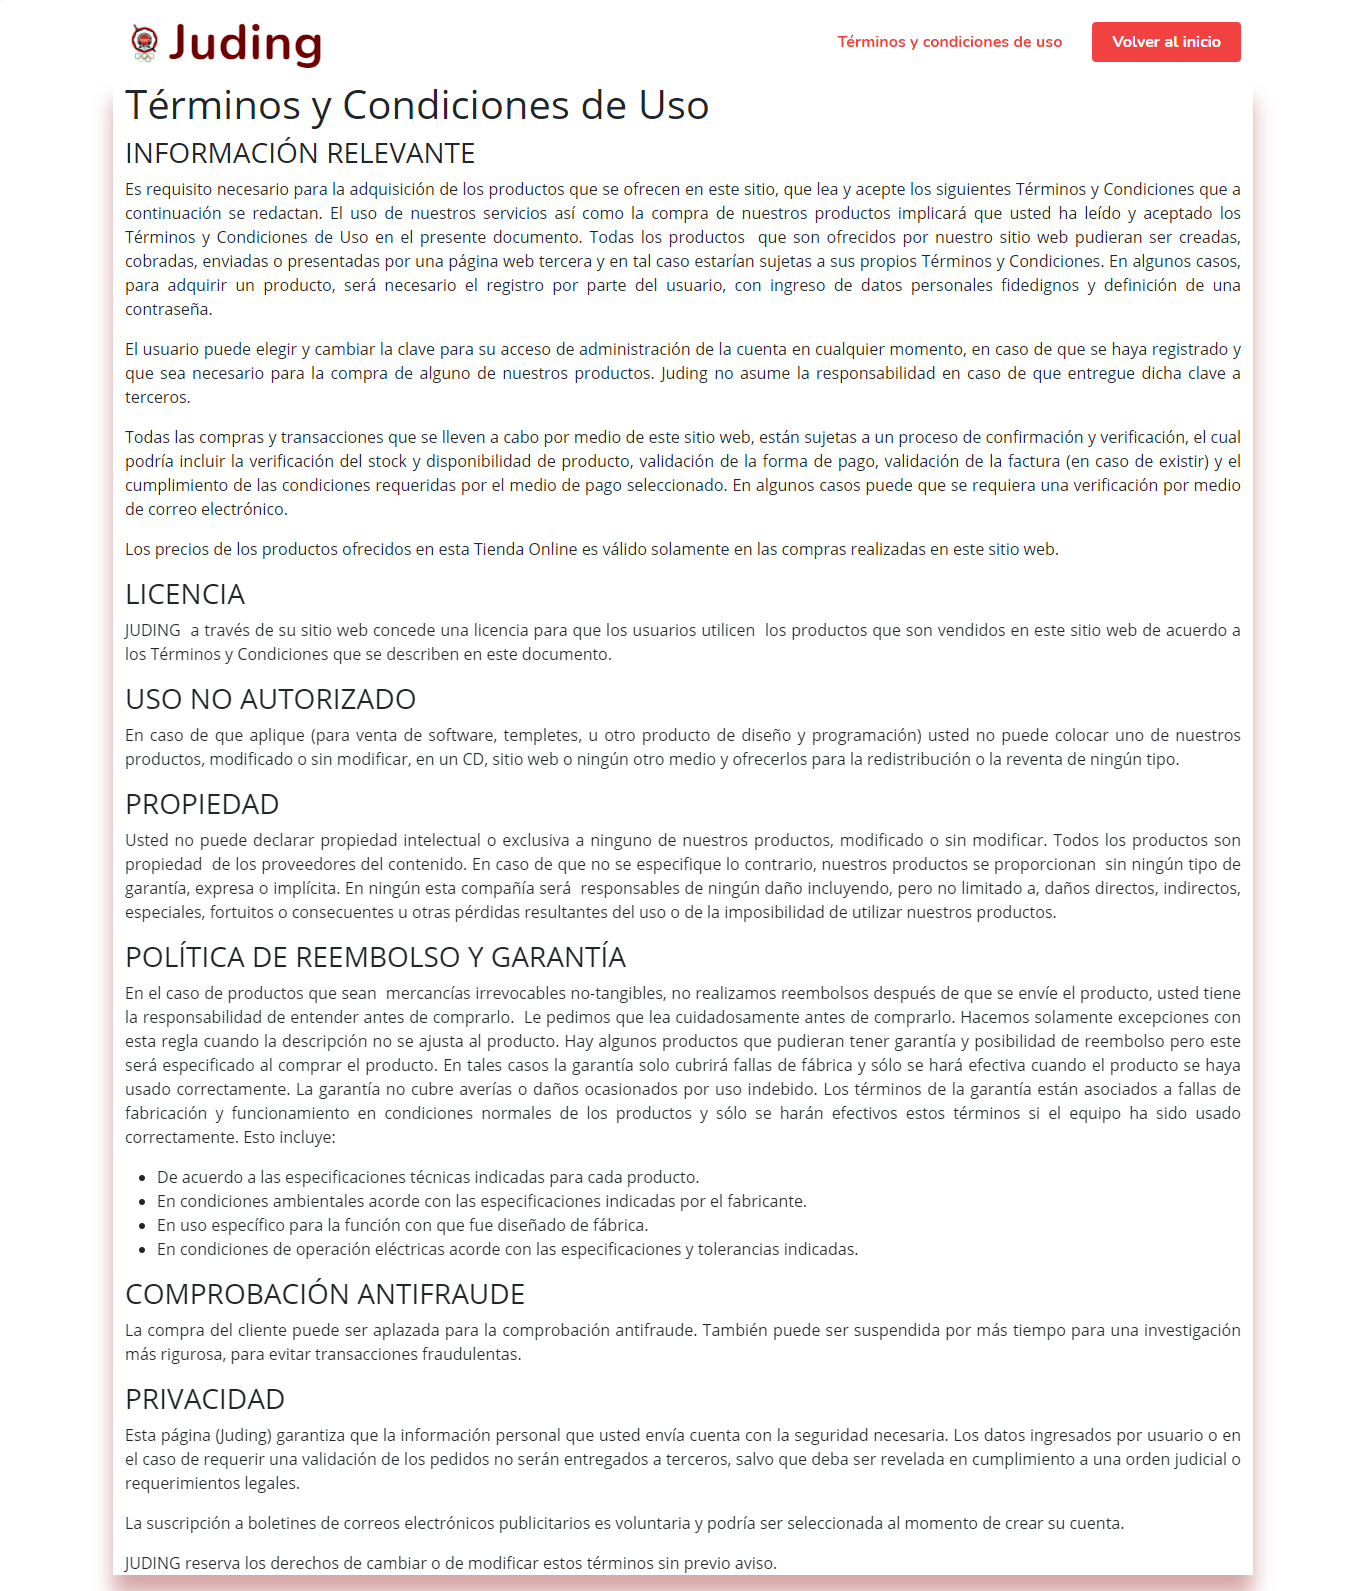 Juding
Términos y condiciones de uso
Volver al inicio
Términos y Condiciones de Uso
INFORMACIÓN RELEVANTE
Es requisito necesario para la adquisición de los productos que se ofrecen en este sitio, que lea y acepte los siguientes Términos y Condiciones que a
continuación se redactan. El uso de nuestros servicios así como la compra de nuestros productos implicará que usted ha leído y aceptado los
Términos y Condiciones de Uso en el presente documento. Todas los productos  que son ofrecidos por nuestro sitio web pudieran ser creadas,
cobradas, enviadas o presentadas por una página web tercera y en tal caso estarían sujetas a sus propios Términos y Condiciones. En algunos casos,
para adquirir un producto, será necesario el registro por parte del usuario, con ingreso de datos personales fidedignos y definición de una
contraseña.
El usuario puede elegir y cambiar la clave para su acceso de administración de la cuenta en cualquier momento, en caso de que se haya registrado y
que sea necesario para la compra de alguno de nuestros productos. Juding no asume la responsabilidad en caso de que entregue dicha clave a
terceros.
Todas las compras y transacciones que se lleven a cabo por medio de este sitio web, están sujetas a un proceso de confirmación y verificación, el cual
podría incluir la verificación del stock y disponibilidad de producto, validación de la forma de pago, validación de la factura (en caso de existir) y el
cumplimiento de las condiciones requeridas por el medio de pago seleccionado. En algunos casos puede que se requiera una verificación por medio
de correo electrónico.
Los precios de los productos ofrecidos en esta Tienda Online es válido solamente en las compras realizadas en este sitio web.
LICENCIA
JUDING  a través de su sitio web concede una licencia para que los usuarios utilicen  los productos que son vendidos en este sitio web de acuerdo a
los Términos y Condiciones que se describen en este documento.
USO NO AUTORIZADO
En caso de que aplique (para venta de software, templetes, u otro producto de diseño y programación) usted no puede colocar uno de nuestros
productos, modificado o sin modificar, en un CD, sitio web o ningún otro medio y ofrecerlos para la redistribución o la reventa de ningún tipo.
PROPIEDAD
Usted no puede declarar propiedad intelectual o exclusiva a ninguno de nuestros productos, modificado o sin modificar. Todos los productos son
propiedad  de los proveedores del contenido. En caso de que no se especifique lo contrario, nuestros productos se proporcionan  sin ningún tipo de
garantía, expresa o implícita. En ningún esta compañía será  responsables de ningún daño incluyendo, pero no limitado a, daños directos, indirectos,
especiales, fortuitos o consecuentes u otras pérdidas resultantes del uso o de la imposibilidad de utilizar nuestros productos.
POLÍTICA DE REEMBOLSO Y GARANTÍA
En el caso de productos que sean  mercancías irrevocables no-tangibles, no realizamos reembolsos después de que se envíe el producto, usted tiene
la responsabilidad de entender antes de comprarlo.  Le pedimos que lea cuidadosamente antes de comprarlo. Hacemos solamente excepciones con
esta regla cuando la descripción no se ajusta al producto. Hay algunos productos que pudieran tener garantía y posibilidad de reembolso pero este
será especificado al comprar el producto. En tales casos la garantía solo cubrirá fallas de fábrica y sólo se hará efectiva cuando el producto se haya
usado correctamente. La garantía no cubre averías o daños ocasionados por uso indebido. Los términos de la garantía están asociados a fallas de
fabricación y funcionamiento en condiciones normales de los productos y sólo se harán efectivos estos términos si el equipo ha sido usado
correctamente. Esto incluye:
• De acuerdo a las especificaciones técnicas indicadas para cada producto.
• En condiciones ambientales acorde con las especificaciones indicadas por el fabricante.
• En uso específico para la función con que fue diseñado de fábrica.
• En condiciones de operación eléctricas acorde con las especificaciones y tolerancias indicadas.
COMPROBACIÓN ANTIFRAUDE
La compra del cliente puede ser aplazada para la comprobación antifraude. También puede ser suspendida por más tiempo para una investigación
más rigurosa, para evitar transacciones fraudulentas.
PRIVACIDAD
Esta página (Juding) garantiza que la información personal que usted envía cuenta con la seguridad necesaria. Los datos ingresados por usuario o en
el caso de requerir una validación de los pedidos no serán entregados a terceros, salvo que deba ser revelada en cumplimiento a una orden judicial o
requerimientos legales.
La suscripción a boletines de correos electrónicos publicitarios es voluntaria y podría ser seleccionada al momento de crear su cuenta.
JUDING reserva los derechos de cambiar o de modificar estos términos sin previo aviso.